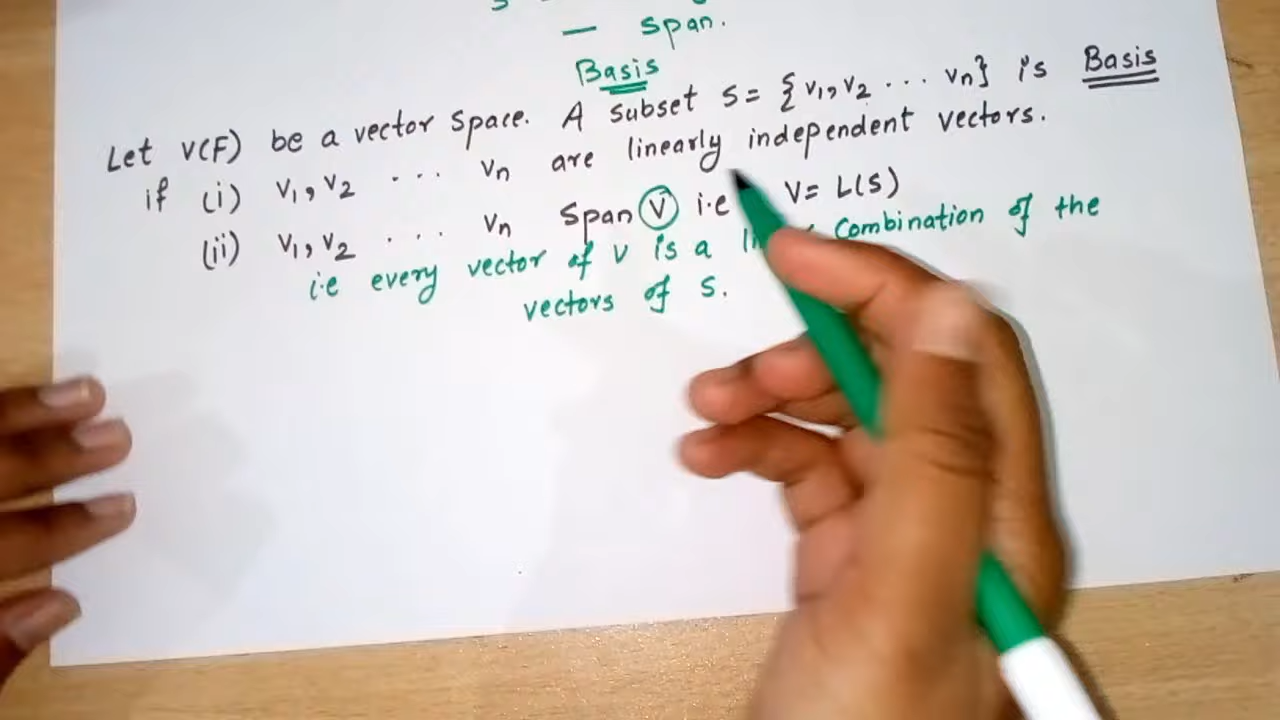 — span.
Basis
Let V(F) be a vector space. A subset S = {v₁, v₂ ... vₙ} is Basis
if (i) v₁, v₂ ... vₙ are linearly independent vectors.
(ii) v₁, v₂ ... vₙ span V i.e V = L(S)
i.e every vector of V is a combination of the
vectors of S.